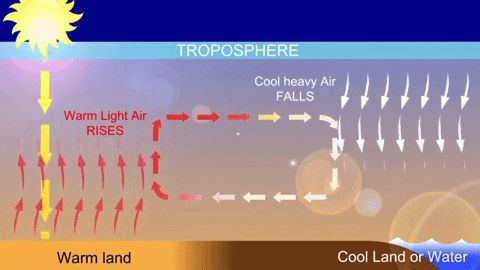 TROPOSPHERE
Cool heavy Air
FALLS
Warm Light Air
RISES
Warm land
Cool Land or Water